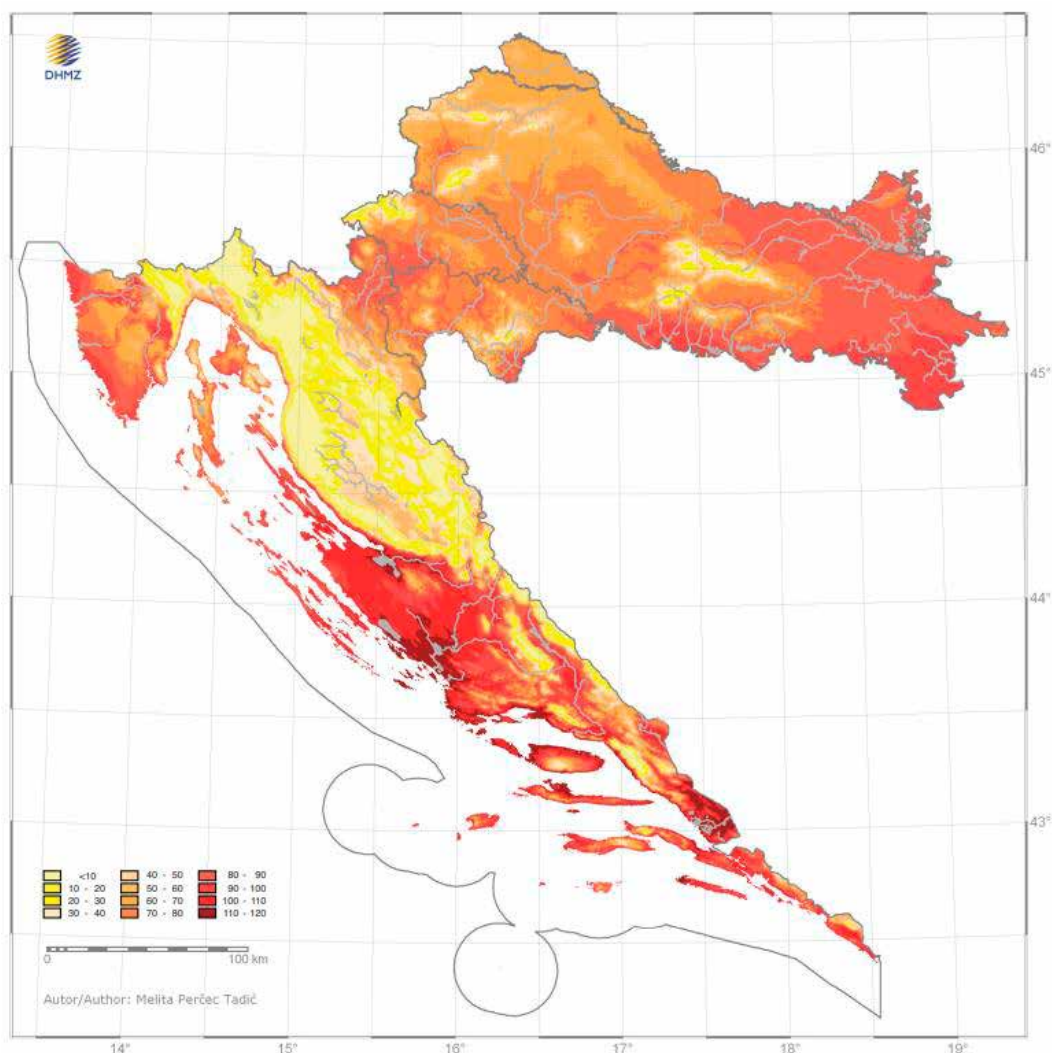 DHMZ
46°
45°
44°
43°
<10 40 - 50 80 - 90
10 - 20 50 - 60 90 - 100
20 - 30 60 - 70 100 - 110
30 - 40 70 - 80 110 - 120
0 100 km
Autor/Author: Melita Perčec Tadić
14° 15° 16° 17° 18° 19°